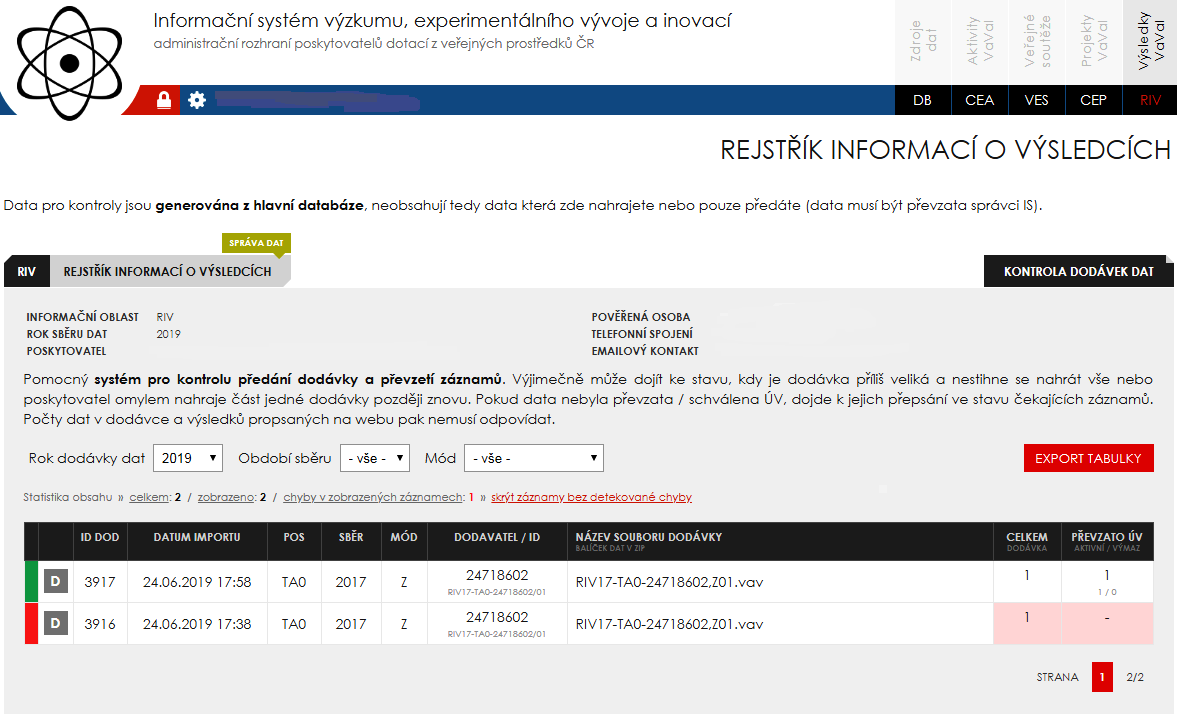 Informační systém výzkumu, experimentálního vývoje a inovací
administrační rozhraní poskytovatelů dotací z veřejných prostředků ČR
Zdroje dat
Aktivity VaVaI
Veřejné soutěže
Projekty VaVaI
Výsledky VaVaI
DB CEA VES CEP RIV
REJSTŘÍK INFORMACÍ O VÝSLEDCÍCH
Data pro kontroly jsou generována z hlavní databáze, neobsahují tedy data která zde nahrajete nebo pouze předáte (data musí být převzata správci IS).
SPRÁVA DAT
RIV REJSTŘÍK INFORMACÍ O VÝSLEDCÍCH KONTROLA DODÁVEK DAT
INFORMAČNÍ OBLAST RIV POVĚŘENÁ OSOBA
ROK SBĚRU DAT 2019 TELEFONNÍ SPOJENÍ
POSKYTOVATEL EMAILOVÝ KONTAKT
Pomocný systém pro kontrolu předání dodávky a převzetí záznamů. Výjimečně může dojít ke stavu, kdy je dodávka příliš veliká a nestihne se nahrát vše nebo
poskytovatel omylem nahraje část jedné dodávky později znovu. Pokud data nebyla převzata / schválena ÚV, dojde k jejich přepsání ve stavu čekajících záznamů.
Počty dat v dodávce a výsledků propsaných na webu pak nemusí odpovídat.
Rok dodávky dat 2019 Období sběru - vše - Mód - vše - EXPORT TABULKY
Statistika obsahu » celkem: 2 / zobrazeno: 2 / chyby v zobrazených záznamech: 1 » skrýt záznamy bez detekované chyby
ID DOD DATUM IMPORTU POS SBĚR MÓD DODAVATEL / ID NÁZEV SOUBORU DODÁVKY CELKEM PŘEVZATO ÚV
BALÍČEK DAT V ZIP DODÁVKA AKTIVNÍ / VÝMAZ
D 3917 24.06.2019 17:58 TA0 2017 Z 24718602 RIV17-TA0-24718602,Z01.vav 1 1
RIV17-TA0-24718602/01 1 / 0
D 3916 24.06.2019 17:38 TA0 2017 Z 24718602 RIV17-TA0-24718602,Z01.vav 1 -
RIV17-TA0-24718602/01
STRANA 1 2/2